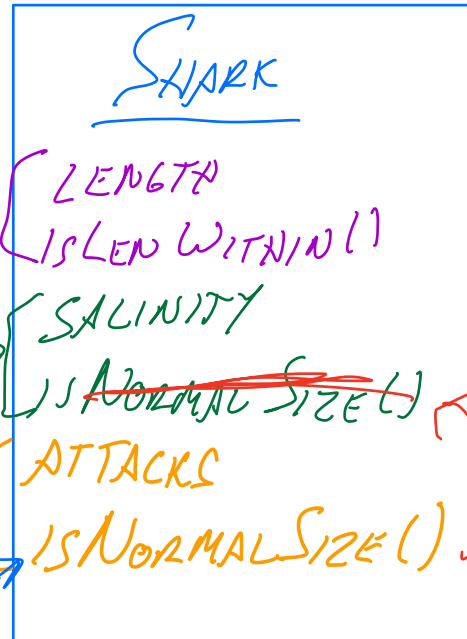 SHARK
LENGTH
ISLENWITHIN()
SALINITY
ISNORMALSIZE()
ATTACKS
ISNORMALSIZE()